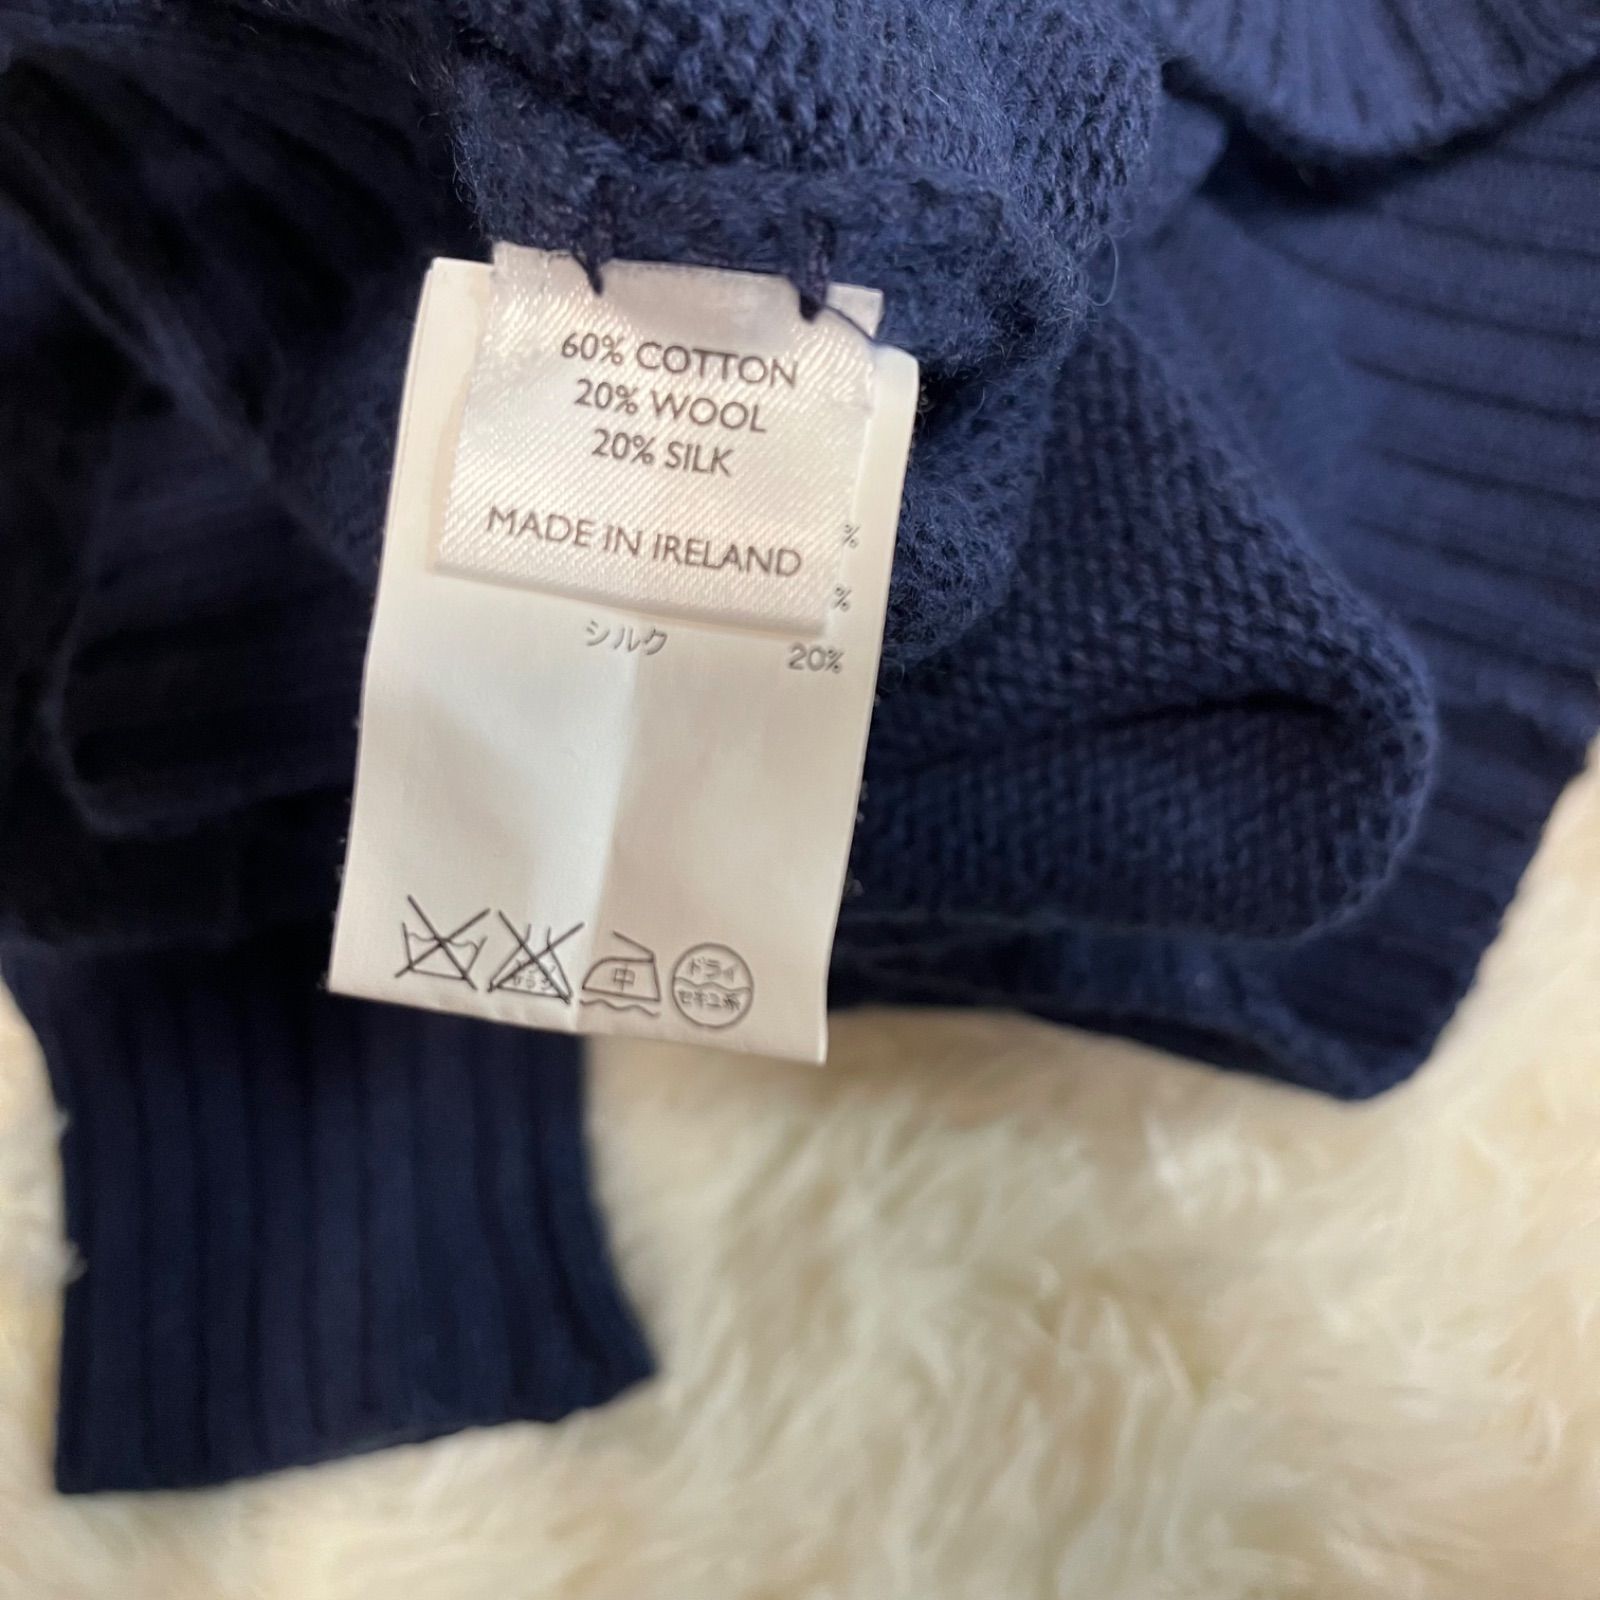 60% COTTON
20% WOOL
20% SILK
MADE IN IRELAND
%
%
シルク 20%
中
ドライ
セキユ系